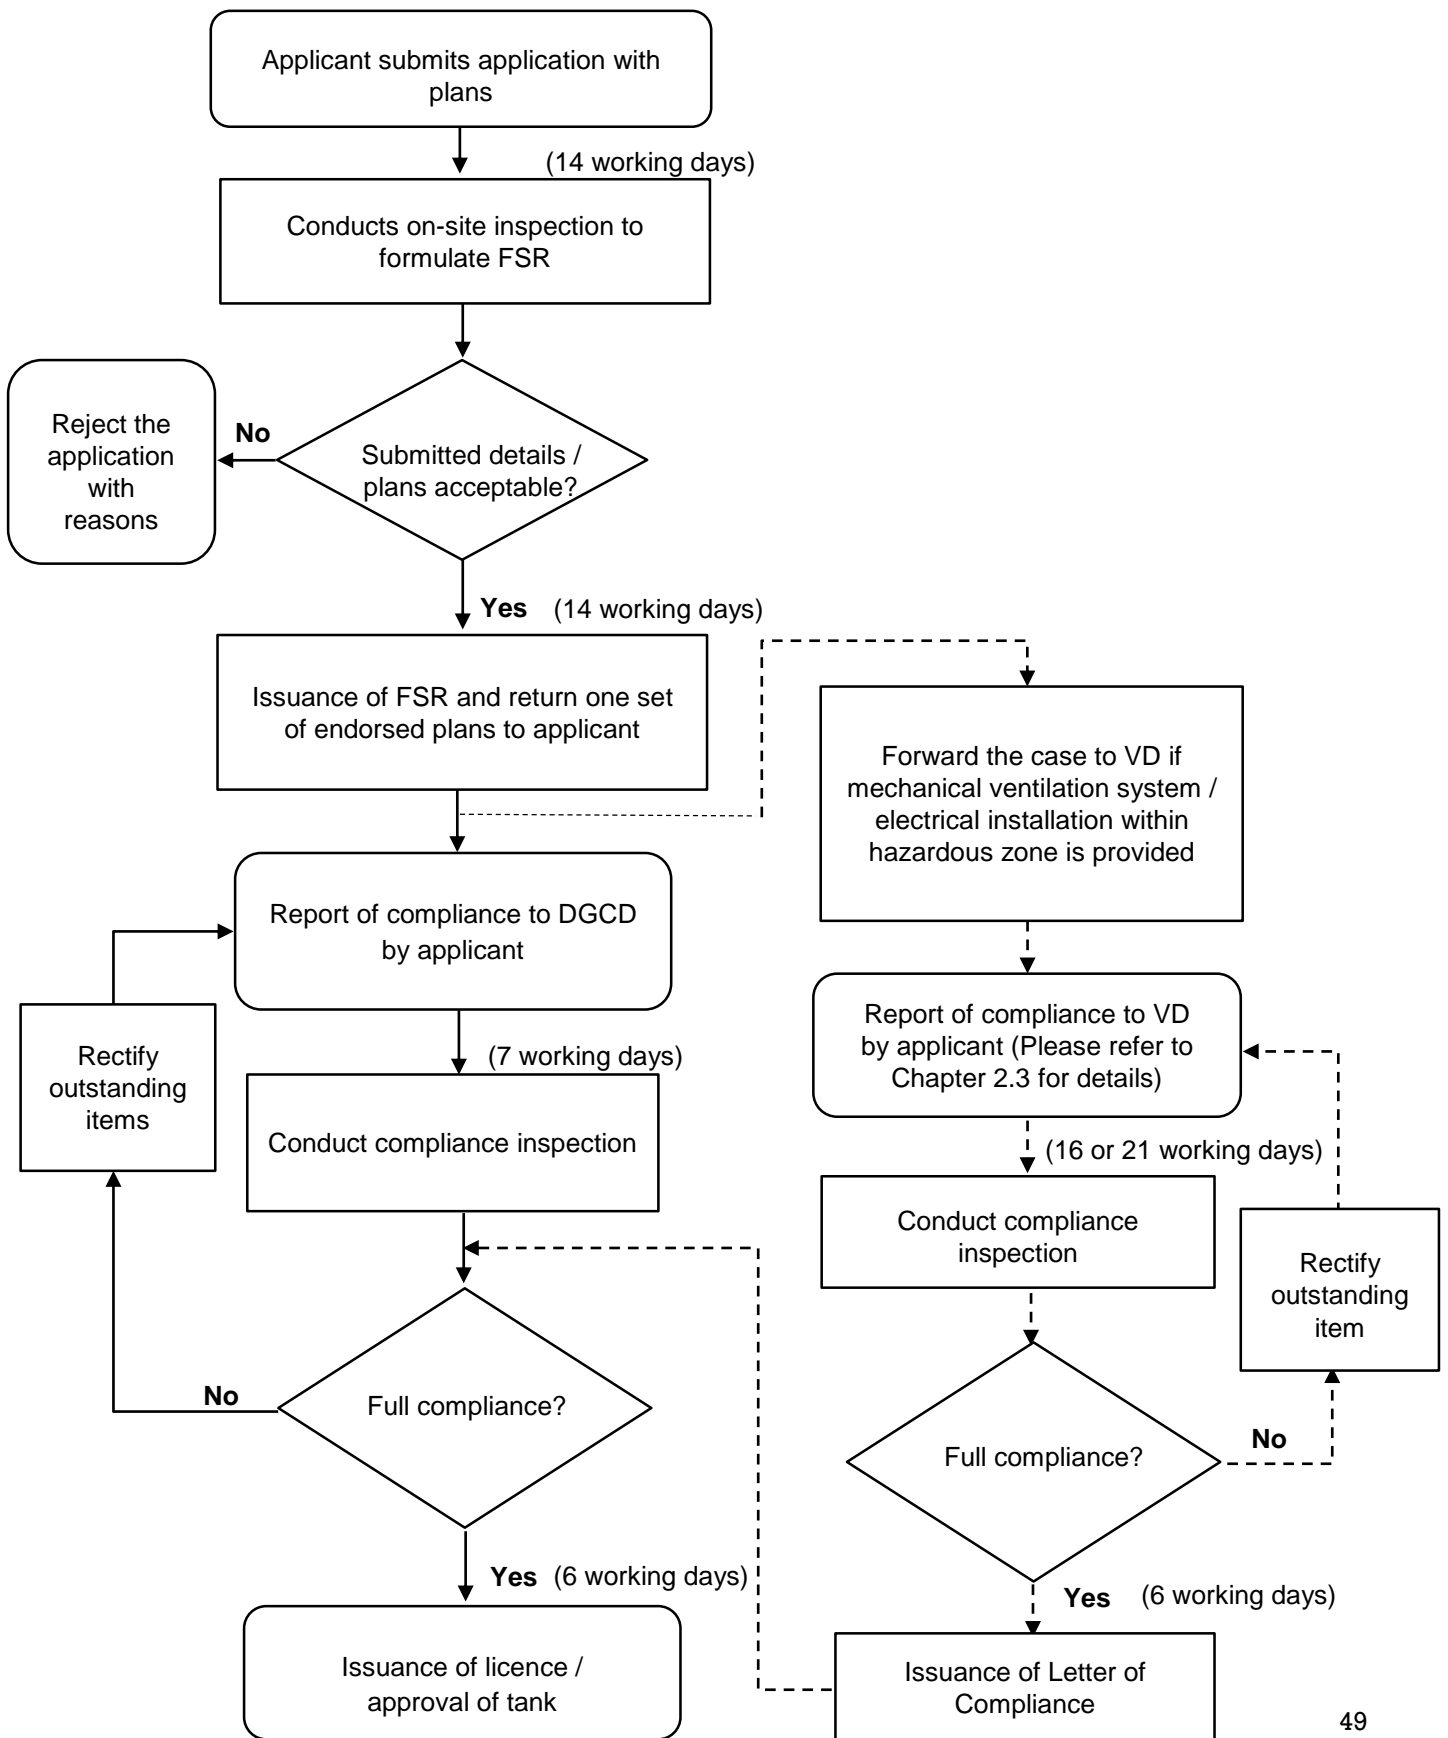 Applicant submits application with
plans
(14 working days)
Conducts on-site inspection to
formulate FSR
Reject the
application
with
reasons
No
Submitted details /
plans acceptable?
Yes (14 working days)
Issuance of FSR and return one set
of endorsed plans to applicant
Forward the case to VD if
mechanical ventilation system /
electrical installation within
hazardous zone is provided
Report of compliance to DGCD
by applicant
Report of compliance to VD
by applicant (Please refer to
Chapter 2.3 for details)
Rectify
outstanding
items
(7 working days)
Conduct compliance inspection
(16 or 21 working days)
Conduct compliance
inspection
Rectify
outstanding
item
No
Full compliance?
Full compliance?
No
Yes (6 working days)
Yes (6 working days)
Issuance of licence /
approval of tank
Issuance of Letter of
Compliance
49